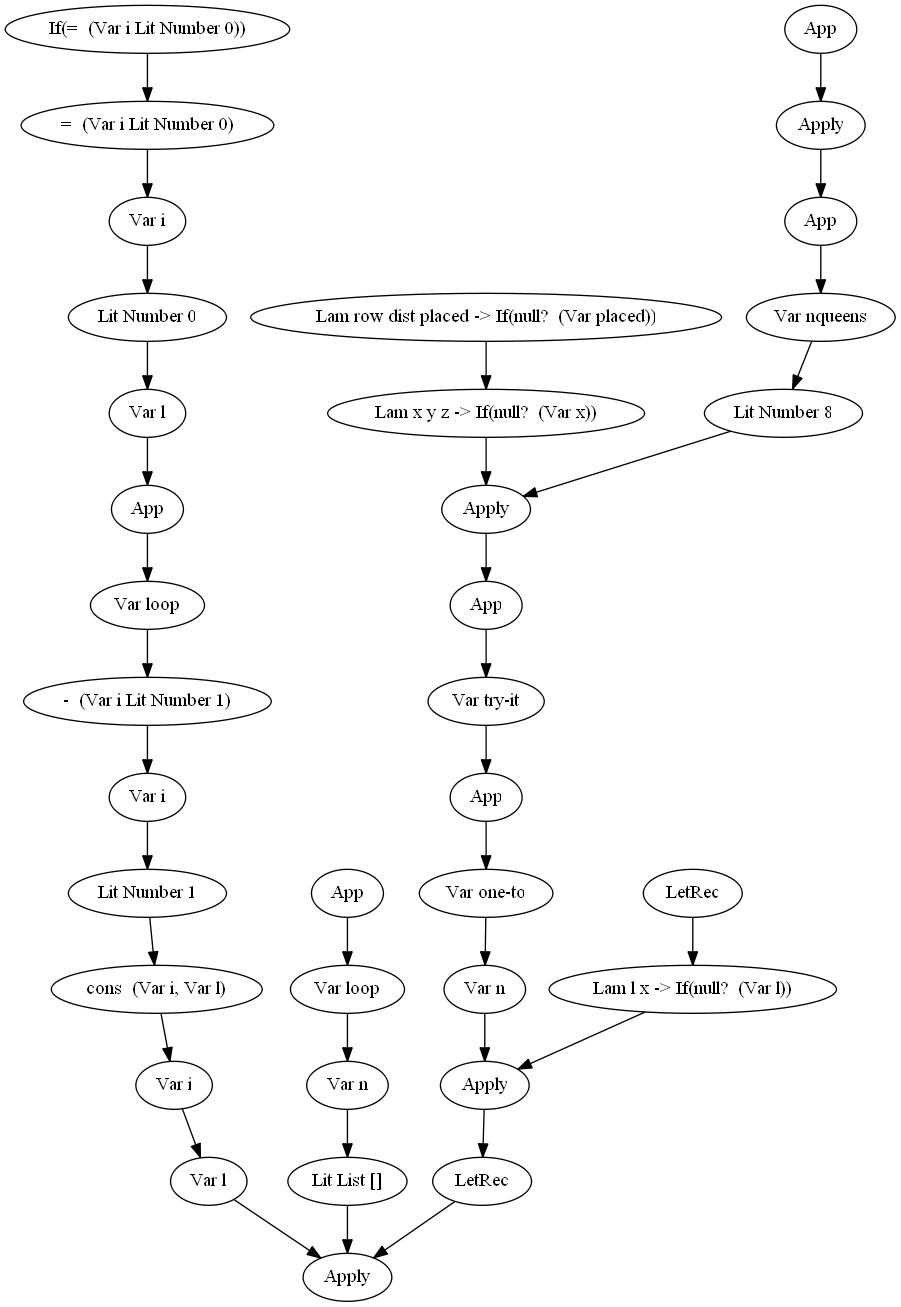 If(=  (Var i Lit Number 0))
App
=  (Var i Lit Number 0)
Apply
Var i
App
Lit Number 0
Lam row dist placed -> If(null?  (Var placed))
Var nqueens
Var l
Lam x y z -> If(null?  (Var x))
Lit Number 8
App
Apply
Var loop
App
-  (Var i Lit Number 1)
Var try-it
Var i
App
Lit Number 1
App
Var one-to
LetRec
cons  (Var i, Var l)
Var loop
Var n
Lam l x -> If(null?  (Var l))
Var i
Var n
Apply
Var l
Lit List []
LetRec
Apply